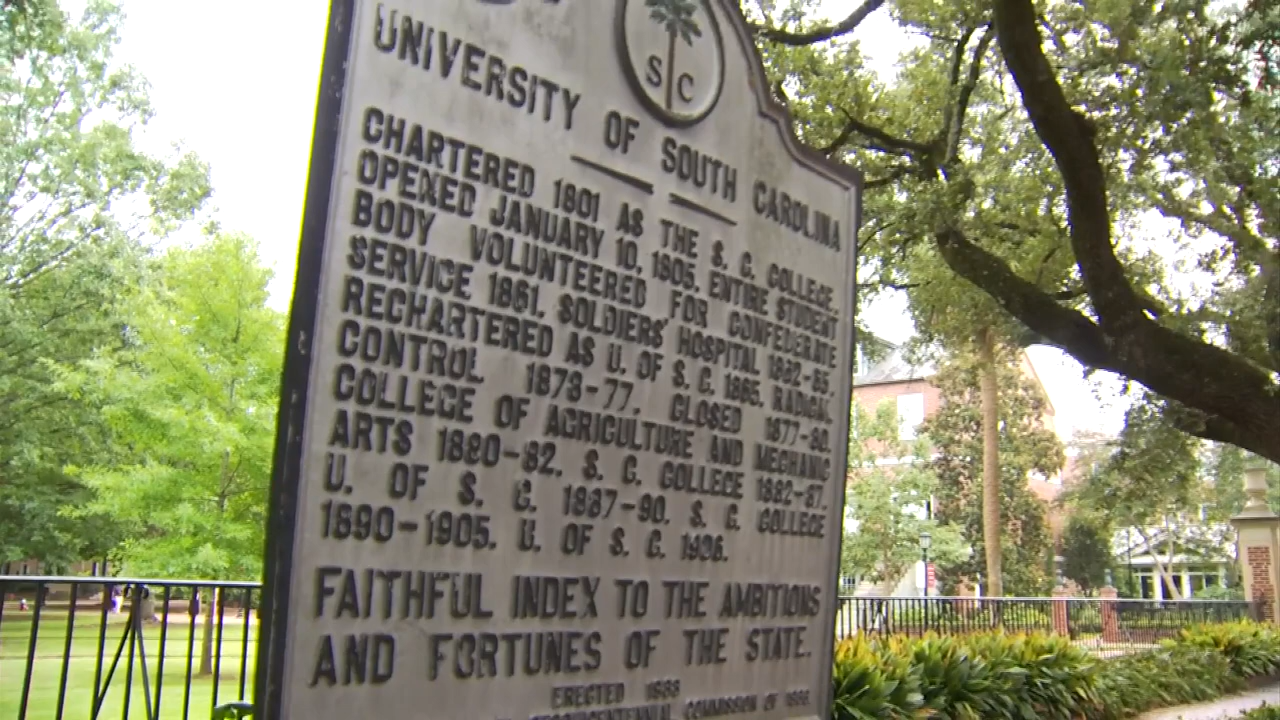 S C
UNIVERSITY OF SOUTH CAROLINA
CHARTERED 1801 AS THE S. C. COLLEGE.
OPENED JANUARY 10, 1805. ENTIRE STUDENT
BODY VOLUNTEERED FOR CONFEDERATE
SERVICE 1861. SOLDIERS' HOSPITAL 1862-65.
RECHARTERED AS U. OF S. C. 1865. RADICAL
CONTROL 1873-77. CLOSED 1877-80.
COLLEGE OF AGRICULTURE AND MECHANIC
ARTS 1880-82. S. C. COLLEGE 1882-87.
U. OF S. C. 1887-90. S. C. COLLEGE
1890-1905. U. OF S. C. 1906.
FAITHFUL INDEX TO THE AMBITIONS
AND FORTUNES OF THE STATE.
ERECTED
SESQUICENTENNIAL COMMISSION OF